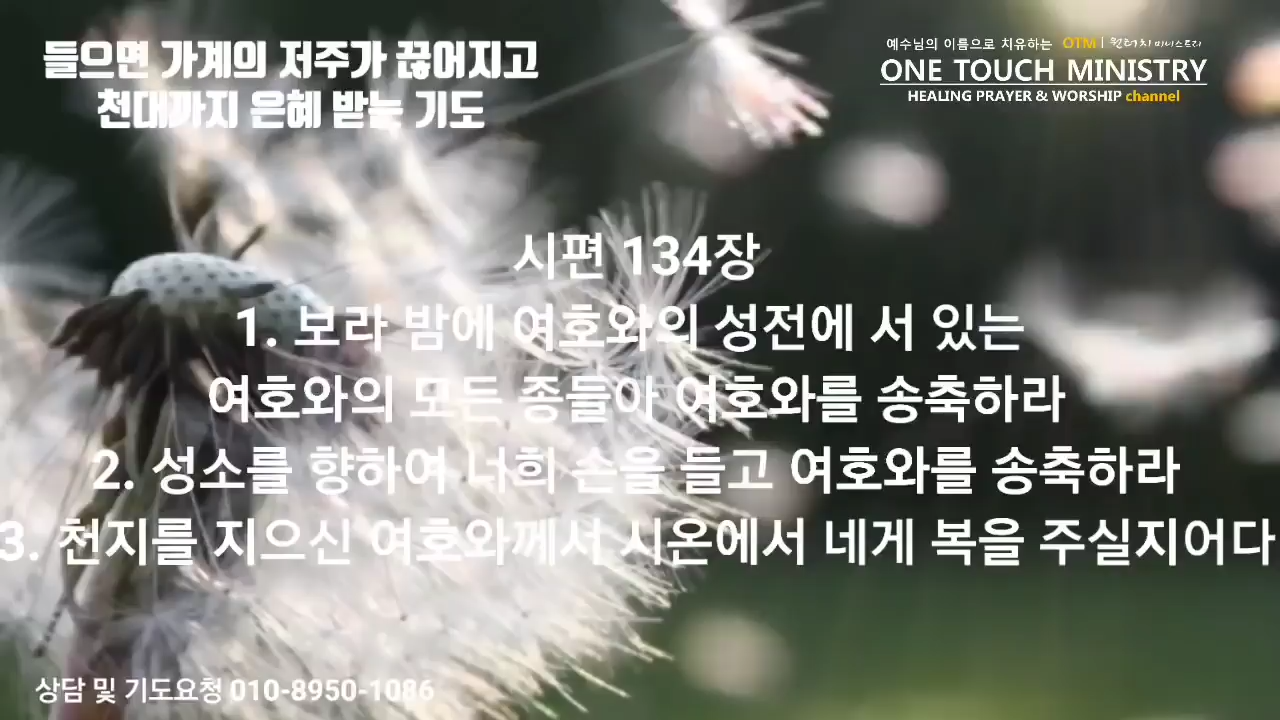 들으면 가계의 저주가 끊어지고
천대까지 은혜 받는 기도
예수님의 이름으로 치유하는 OTM | 원터치 미니스트리
ONE TOUCH MINISTRY
HEALING PRAYER & WORSHIP channel
시편 134장
1. 보라 밤에 여호와의 성전에 서 있는
여호와의 모든 종들아 여호와를 송축하라
2. 성소를 향하여 너희 손을 들고 여호와를 송축하라
3. 천지를 지으신 여호와께서 시온에서 네게 복을 주실지어다
상담 및 기도요청 010-8950-1086